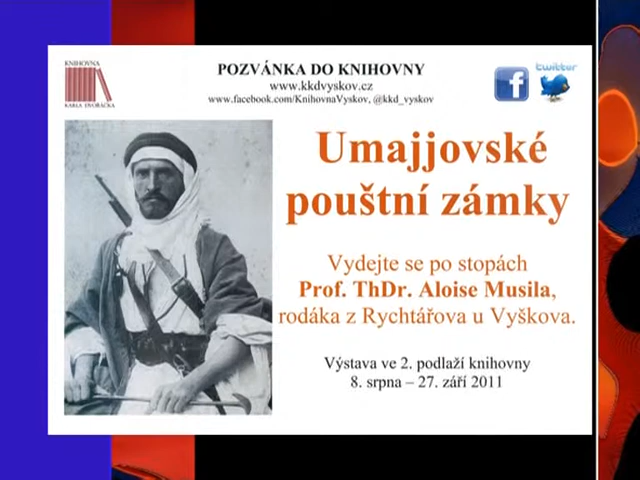 KNIHOVNA
KARLA DVOŘÁČKA
POZVÁNKA DO KNIHOVNY
www.kkdvyskov.cz
www.facebook.com/KnihovnaVyskov, @kkd_vyskov
f
twitter
Umajjovské
pouštní zámky
Vydejte se po stopách
Prof. ThDr. Aloise Musila,
rodáka z Rychtářova u Vyškova.
Výstava ve 2. podlaží knihovny
8. srpna – 27. září 2011